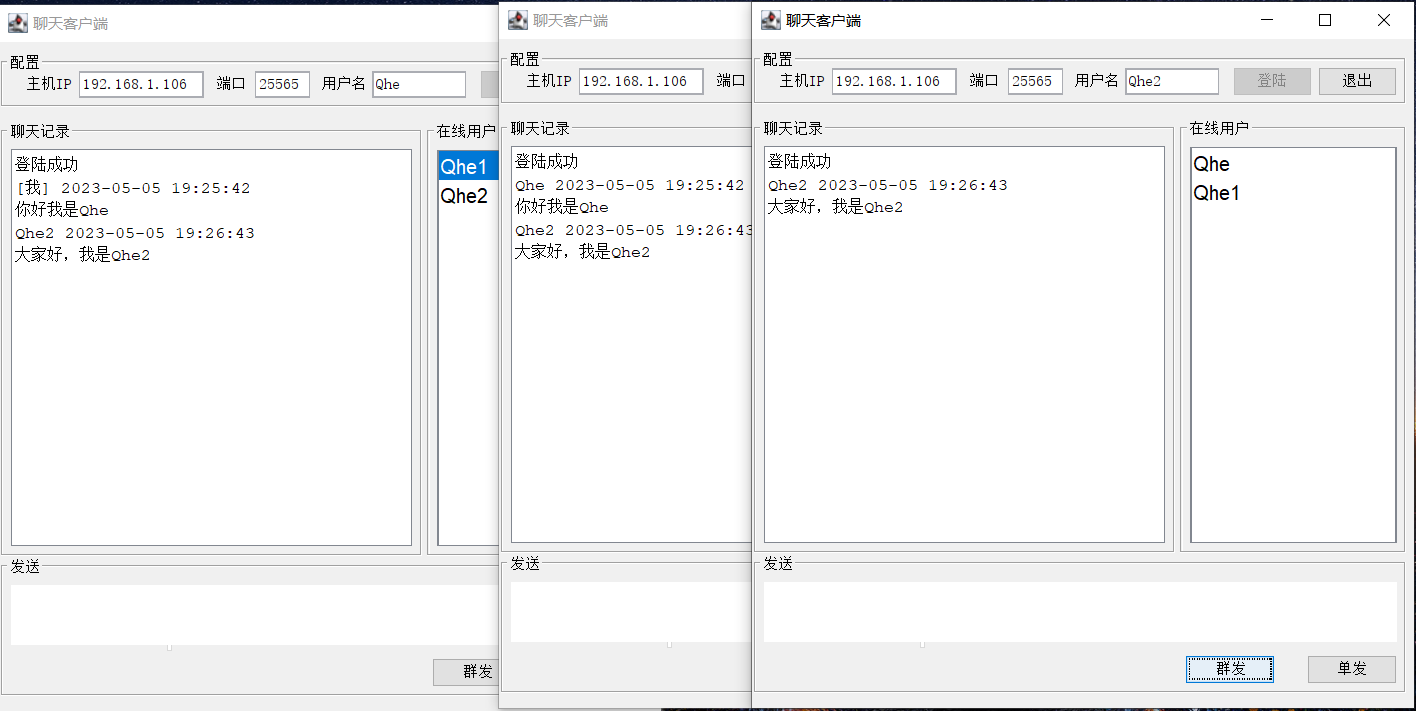 聊天客户端
配置
主机IP 192.168.1.106 端口 25565 用户名 Qhe
聊天记录
登陆成功
[我] 2023-05-05 19:25:42
你好我是Qhe
Qhe2 2023-05-05 19:26:43
大家好，我是Qhe2
在线用户
Qhe1
Qhe2
发送
群发
聊天客户端
配置
主机IP 192.168.1.106 端口
聊天记录
登陆成功
Qhe 2023-05-05 19:25:42
你好我是Qhe
Qhe2 2023-05-05 19:26:43
大家好，我是Qhe2
发送
聊天客户端
配置
主机IP 192.168.1.106 端口 25565 用户名 Qhe2 登陆 退出
聊天记录
登陆成功
Qhe2 2023-05-05 19:26:43
大家好，我是Qhe2
在线用户
Qhe
Qhe1
发送
群发 单发